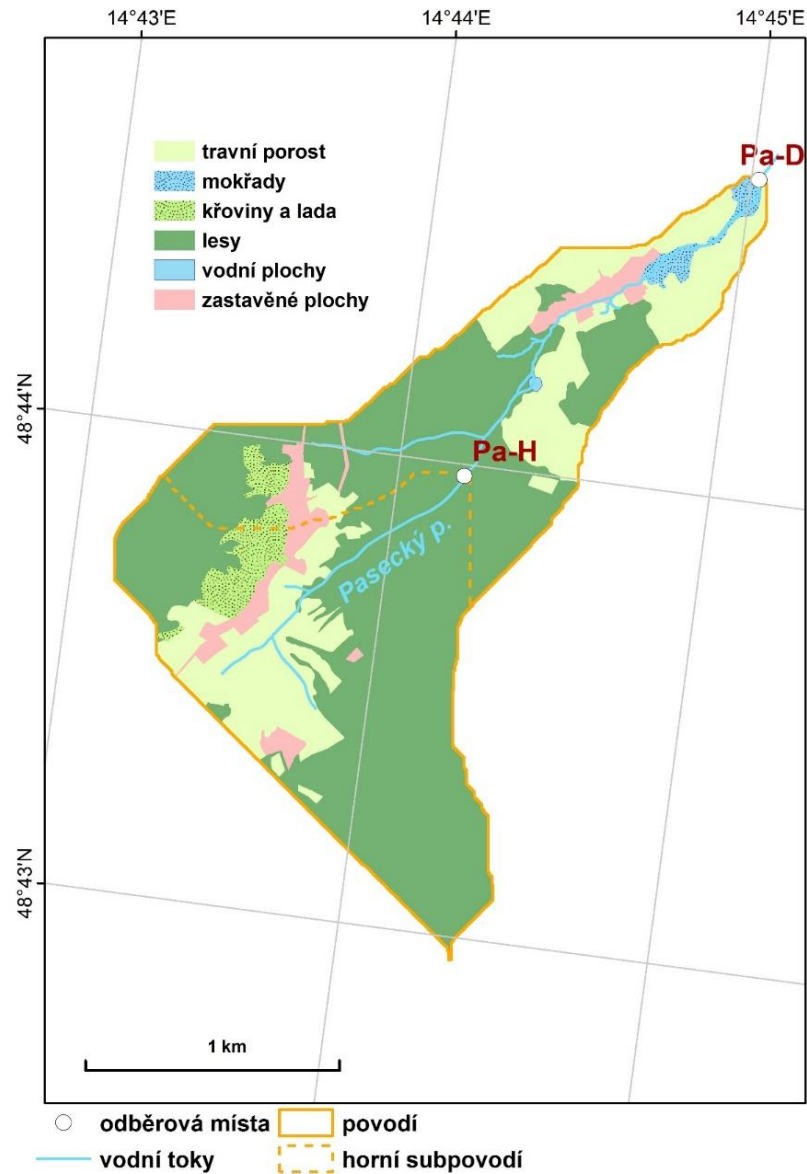 14°43'E
14°44'E
14°45'E
travní porost
mokřady
křoviny a lada
lesy
vodní plochy
zastavěné plochy
Pa-D
48°44'N
Pa-H
Pasecký p.
48°43'N
1 km
odběrová místa
povodí
vodní toky
horní subpovodí